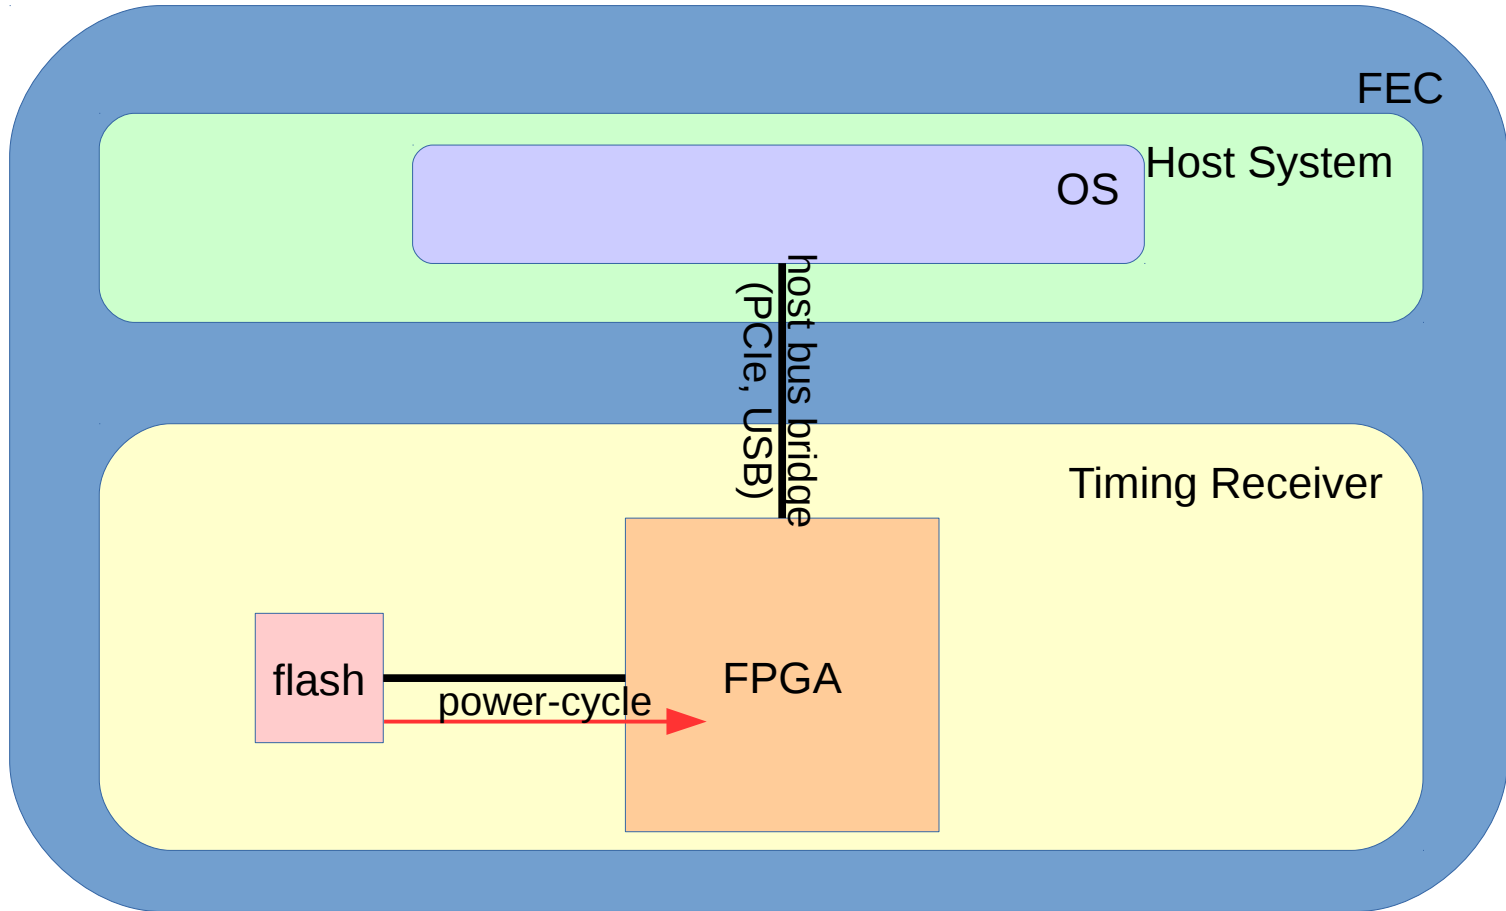 FEC
Host System
OS
host bus bridge
(PCIe, USB)
Timing Receiver
flash
power-cycle
FPGA